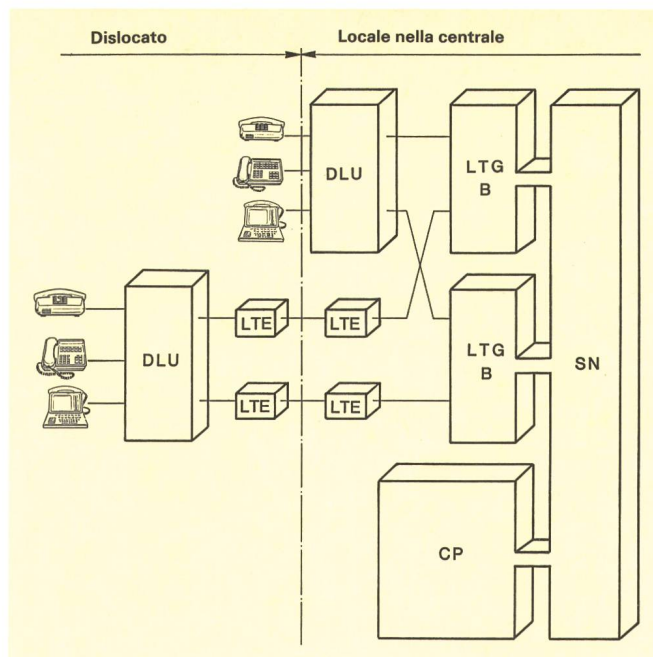 Dislocato
Locale nella centrale
DLU
LTG
B
DLU
LTE
LTE
LTG
B
SN
LTE
LTE
CP